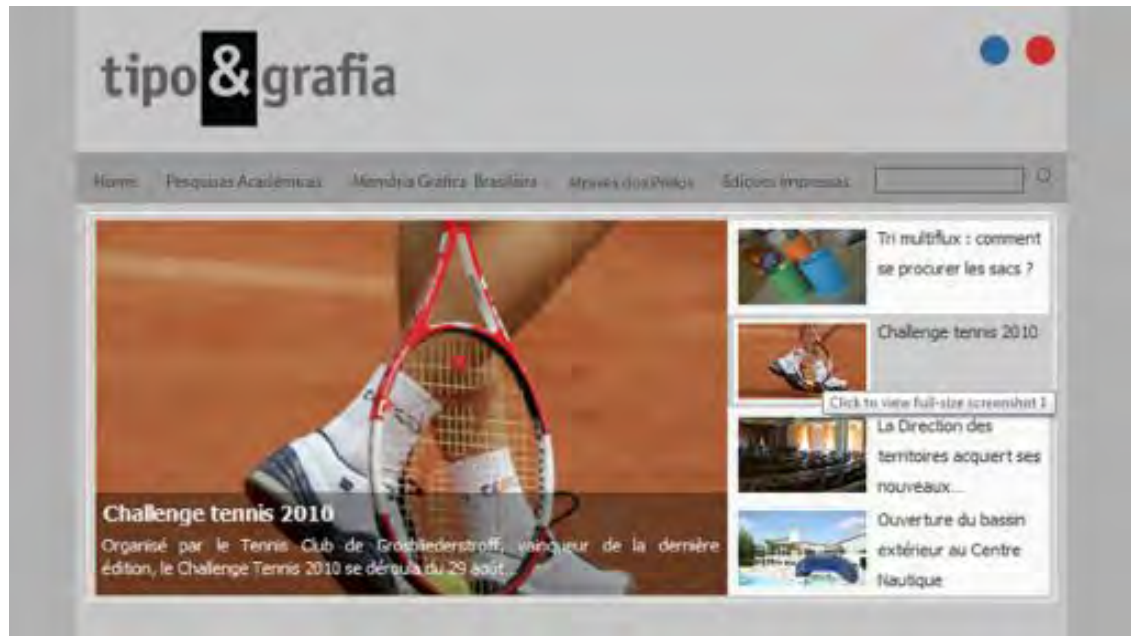 tipo&grafia
Home Pesquisas Acadêmicas Memória Gráfica Brasileira Através dos Prelos Edições Impressas
Tri multiflux : comment
se procurer les sacs ?
Challenge tennis 2010
Click to view full-size screenshot 1
La Direction des
territoires acquiert ses
nouveaux...
Ouverture du bassin
extérieur au Centre
Nautique
Challenge tennis 2010
Organisé par le Tennis Club de Grosbliederstroff, vainqueur de la dernière
édition, le Challenge Tennis 2010 se déroula du 29 août...